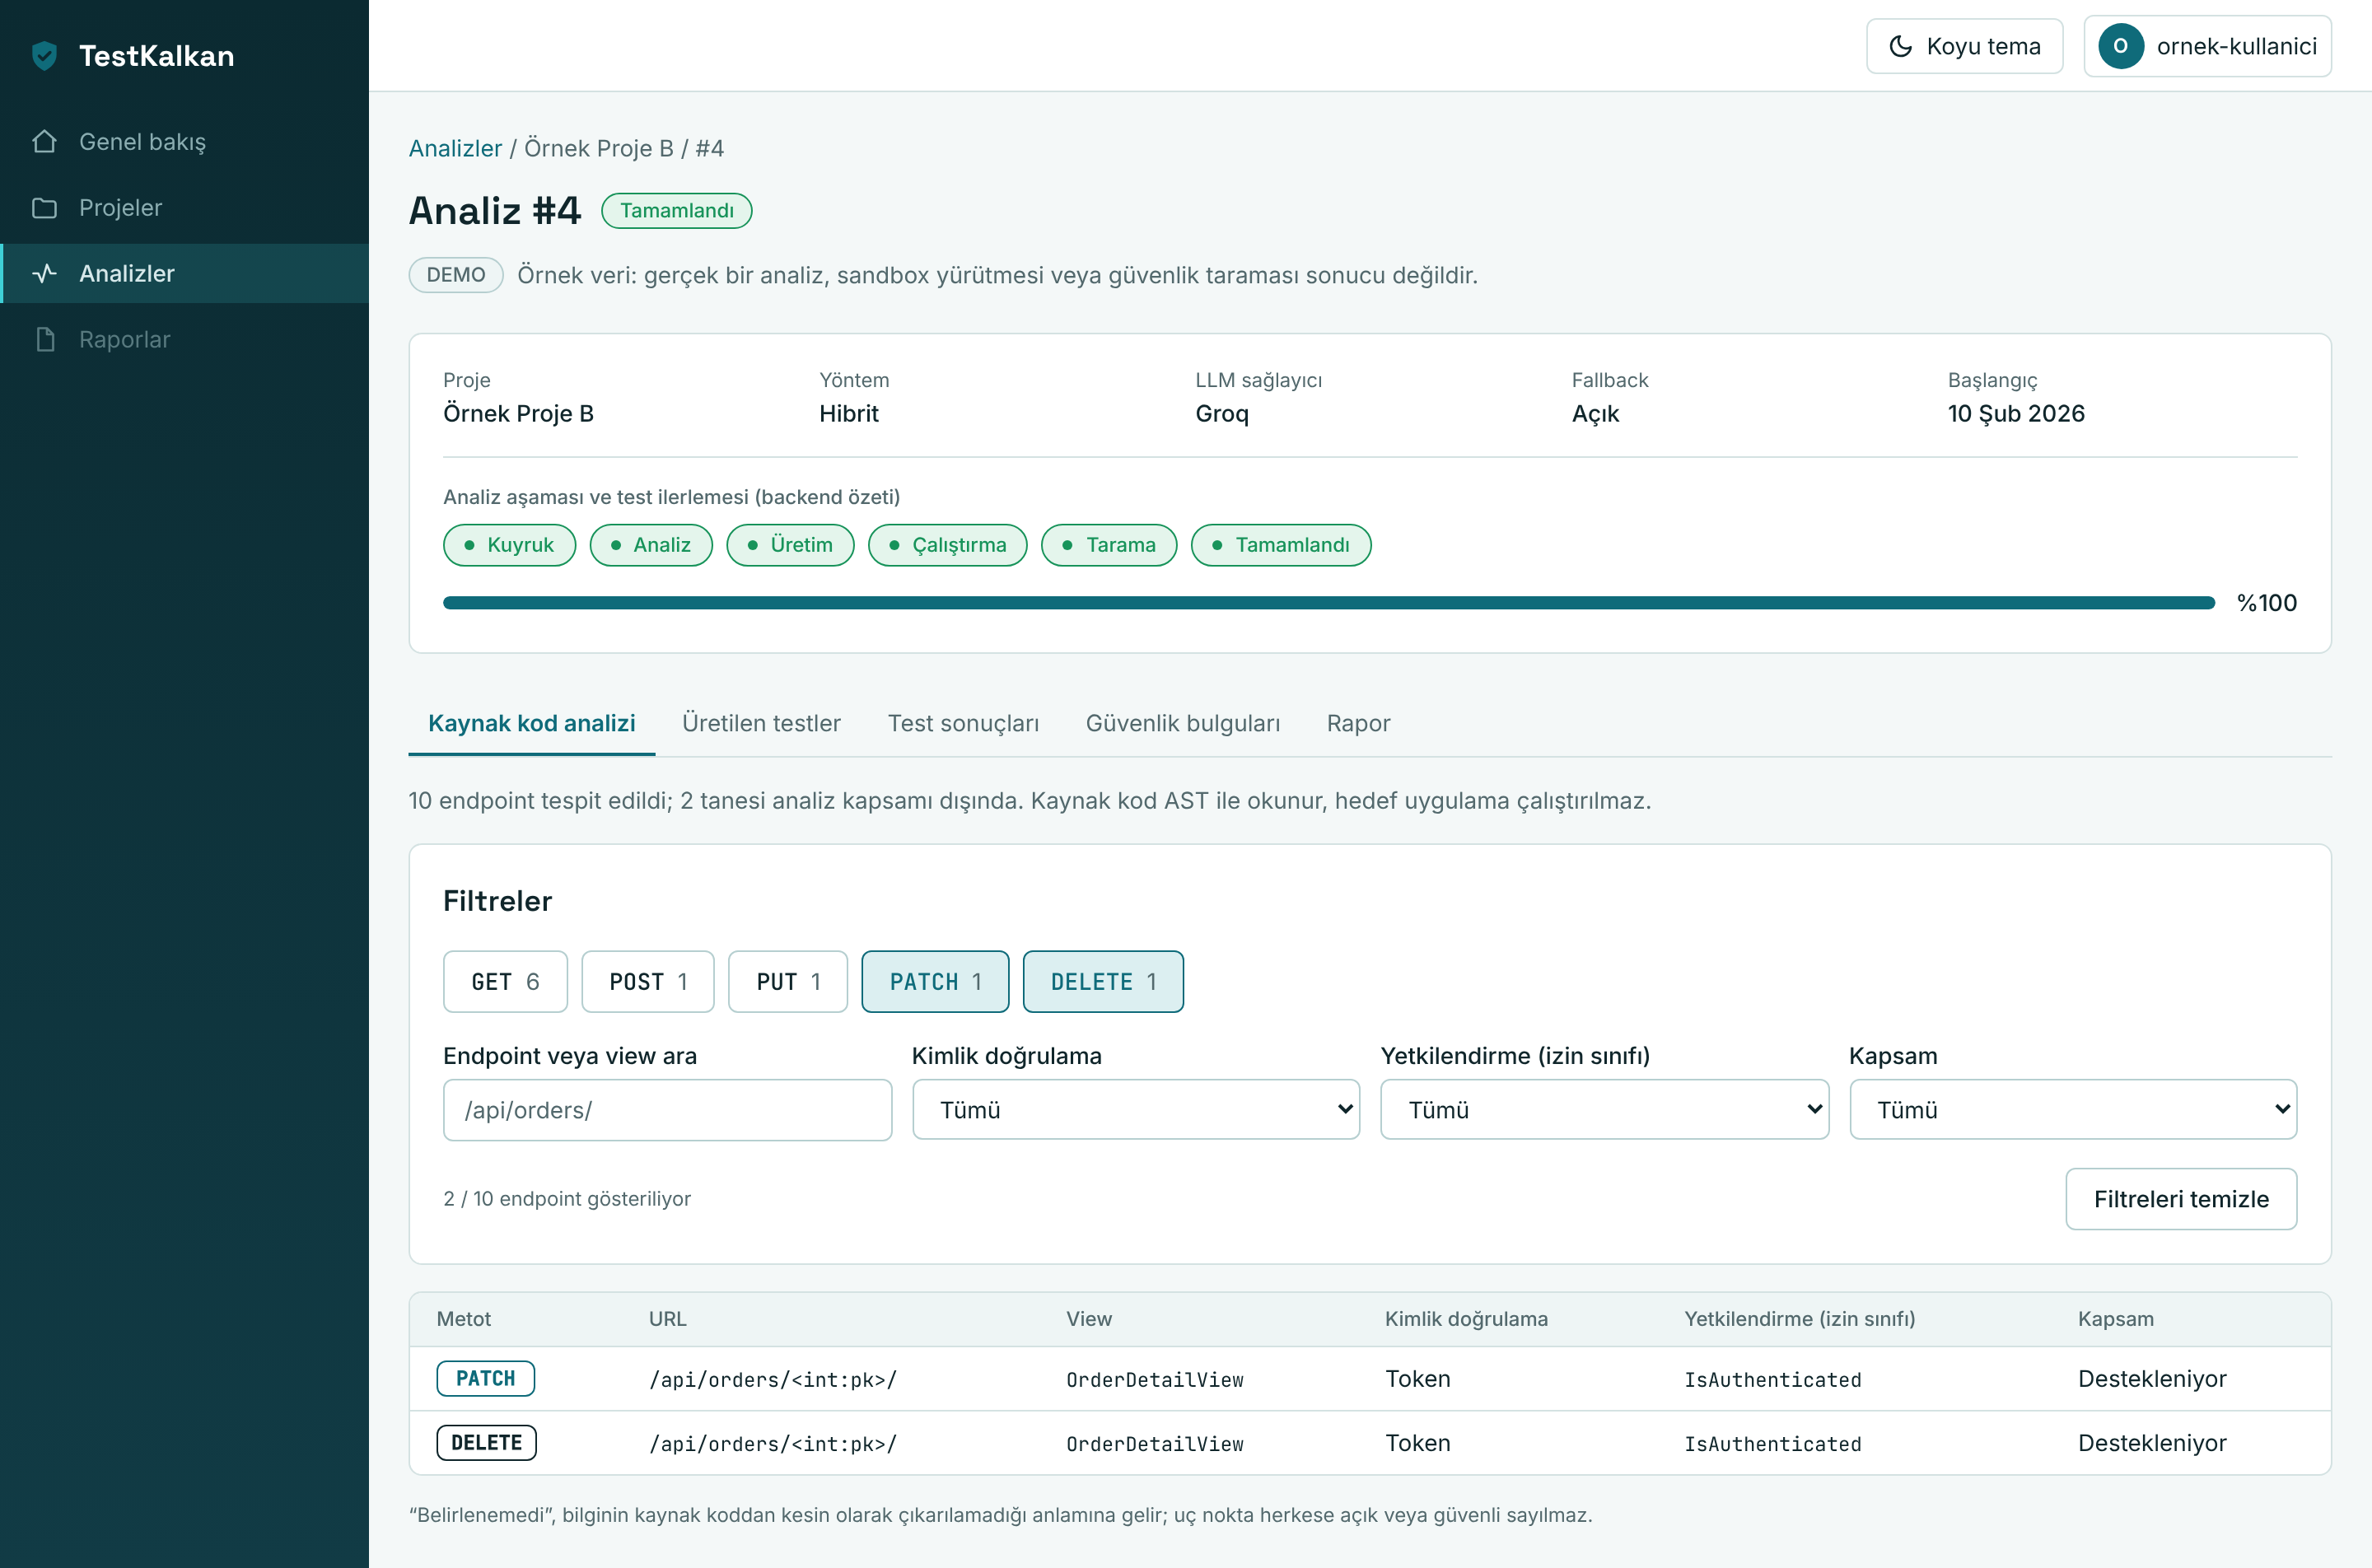 TestKalkan
Genel bakış
Projeler
Analizler
Raporlar
Koyu tema
O ornek-kullanici
Analizler / Örnek Proje B / #4
Analiz #4 Tamamlandı
DEMO Örnek veri: gerçek bir analiz, sandbox yürütmesi veya güvenlik taraması sonucu değildir.
Proje Yöntem LLM sağlayıcı Fallback Başlangıç
Örnek Proje B Hibrit Groq Açık 10 Şub 2026
Analiz aşaması ve test ilerlemesi (backend özeti)
Kuyruk Analiz Üretim Çalıştırma Tarama Tamamlandı
%100
Kaynak kod analizi Üretilen testler Test sonuçları Güvenlik bulguları Rapor
10 endpoint tespit edildi; 2 tanesi analiz kapsamı dışında. Kaynak kod AST ile okunur, hedef uygulama çalıştırılmaz.
Filtreler
GET 6 POST 1 PUT 1 PATCH 1 DELETE 1
Endpoint veya view ara Kimlik doğrulama Yetkilendirme (izin sınıfı) Kapsam
/api/orders/ Tümü Tümü Tümü
2 / 10 endpoint gösteriliyor Filtreleri temizle
Metot URL View Kimlik doğrulama Yetkilendirme (izin sınıfı) Kapsam
PATCH /api/orders/<int:pk>/ OrderDetailView Token IsAuthenticated Destekleniyor
DELETE /api/orders/<int:pk>/ OrderDetailView Token IsAuthenticated Destekleniyor
“Belirlenemedi”, bilginin kaynak koddan kesin olarak çıkarılamadığı anlamına gelir; uç nokta herkese açık veya güvenli sayılmaz.